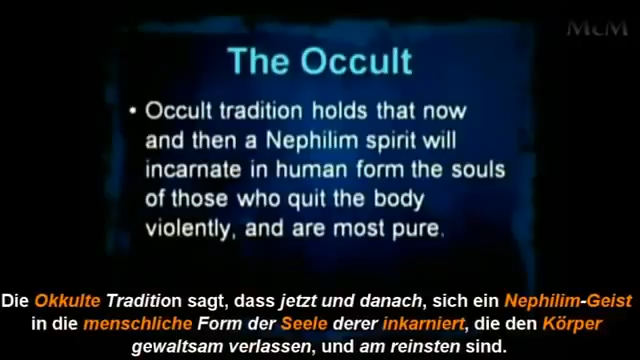 McM
The Occult
• Occult tradition holds that now
and then a Nephilim spirit will
incarnate in human form the souls
of those who quit the body
violently, and are most pure.
Die Okkulte Tradition sagt, dass jetzt und danach, sich ein Nephilim-Geist
in die menschliche Form der Seele derer inkarniert, die den Körper
gewaltsam verlassen, und am reinsten sind.